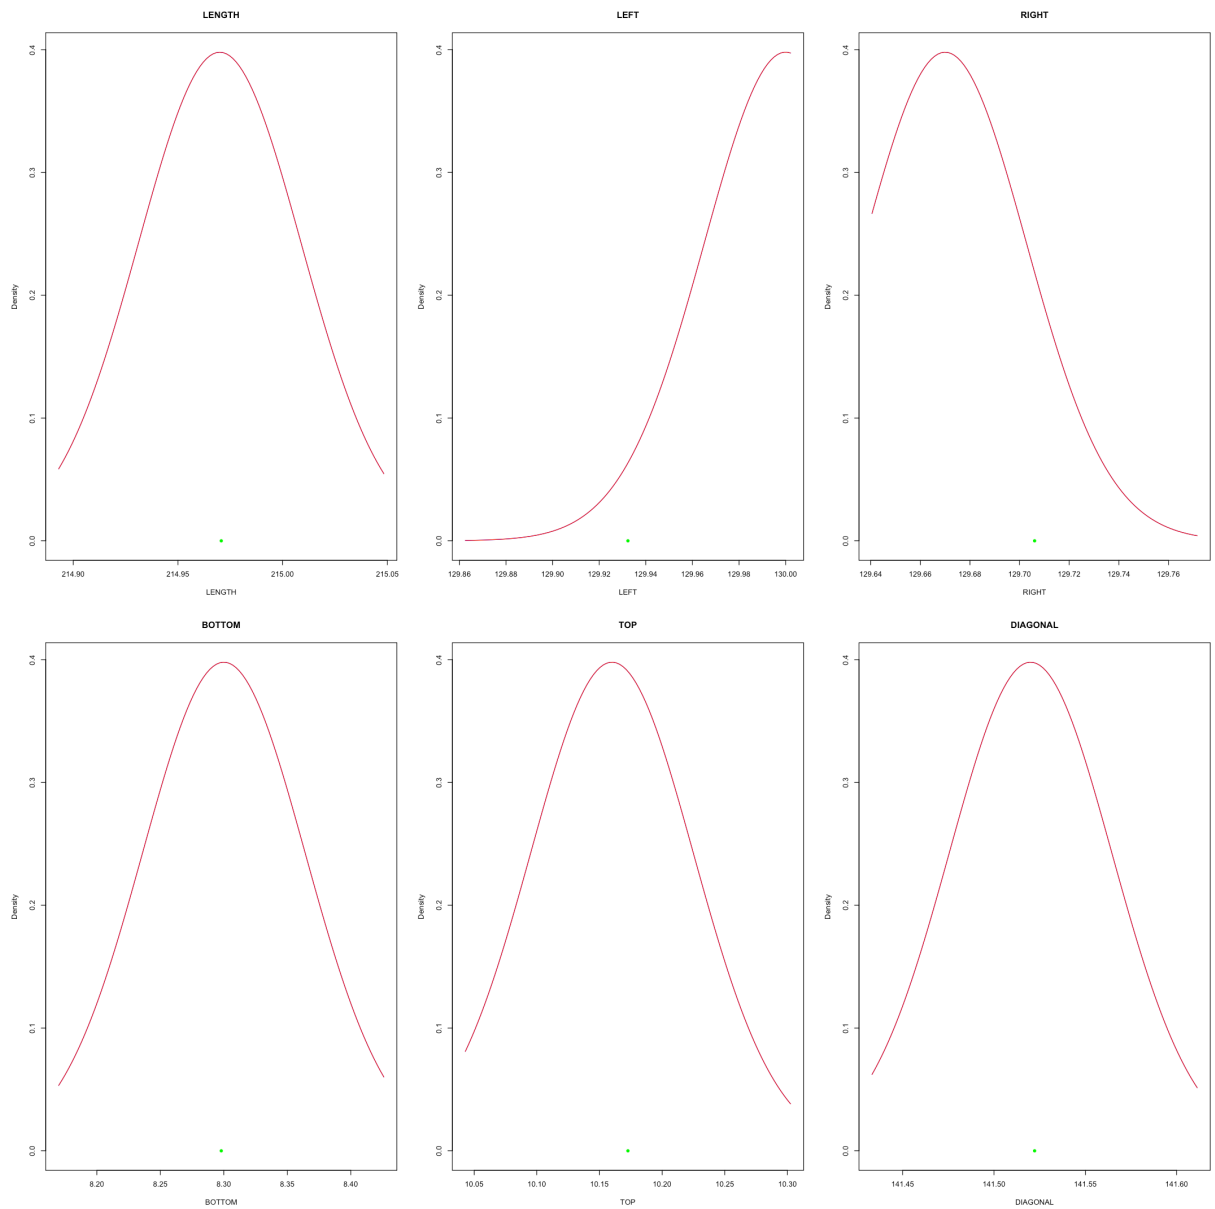 LENGTH
Density
0.0 0.1 0.2 0.3 0.4
214.90 214.95 215.00 215.05
LENGTH
LEFT
Density
0.0 0.1 0.2 0.3 0.4
129.86 129.88 129.90 129.92 129.94 129.96 129.98 130.00
LEFT
RIGHT
Density
0.0 0.1 0.2 0.3 0.4
129.64 129.66 129.68 129.70 129.72 129.74 129.76
RIGHT
BOTTOM
Density
0.0 0.1 0.2 0.3 0.4
8.20 8.25 8.30 8.35 8.40
BOTTOM
TOP
Density
0.0 0.1 0.2 0.3 0.4
10.05 10.10 10.15 10.20 10.25 10.30
TOP
DIAGONAL
Density
0.0 0.1 0.2 0.3 0.4
141.45 141.50 141.55 141.60
DIAGONAL